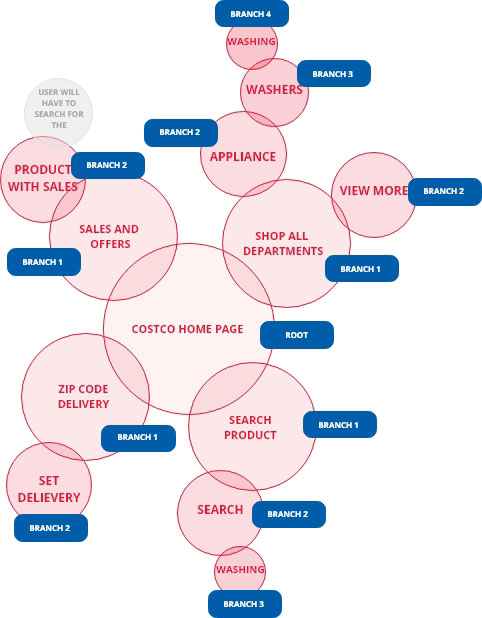 BRANCH 4
WASHING
BRANCH 3
WASHERS
USER WILL
HAVE TO
SEARCH FOR
THE
BRANCH 2
APPLIANCE
BRANCH 2
PRODUCT
WITH SALES
VIEW MORE
BRANCH 2
SALES AND
OFFERS
SHOP ALL
DEPARTMENTS
BRANCH 1
BRANCH 1
COSTCO HOME PAGE
ROOT
ZIP CODE
DELIVERY
BRANCH 1
SEARCH
PRODUCT
BRANCH 1
SET
DELIEVERY
BRANCH 2
SEARCH
BRANCH 2
WASHING
BRANCH 3